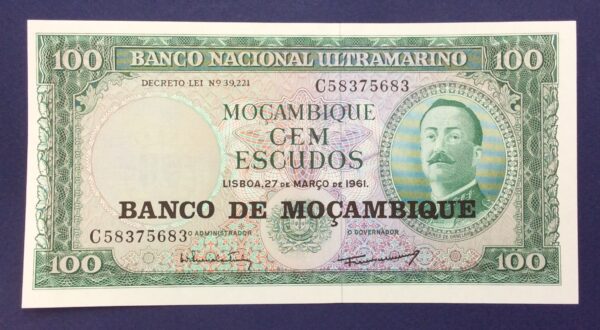 100 BANCO NACIONAL ULTRAMARINO 100
DECRETO-LEI Nº 39,221 C58375683
MOÇAMBIQUE
CEM
ESCUDOS
LISBOA, 27 DE MARÇO DE 1961.
BANCO DE MOÇAMBIQUE
C58375683 O ADMINISTRADOR O GOVERNADOR
100 100